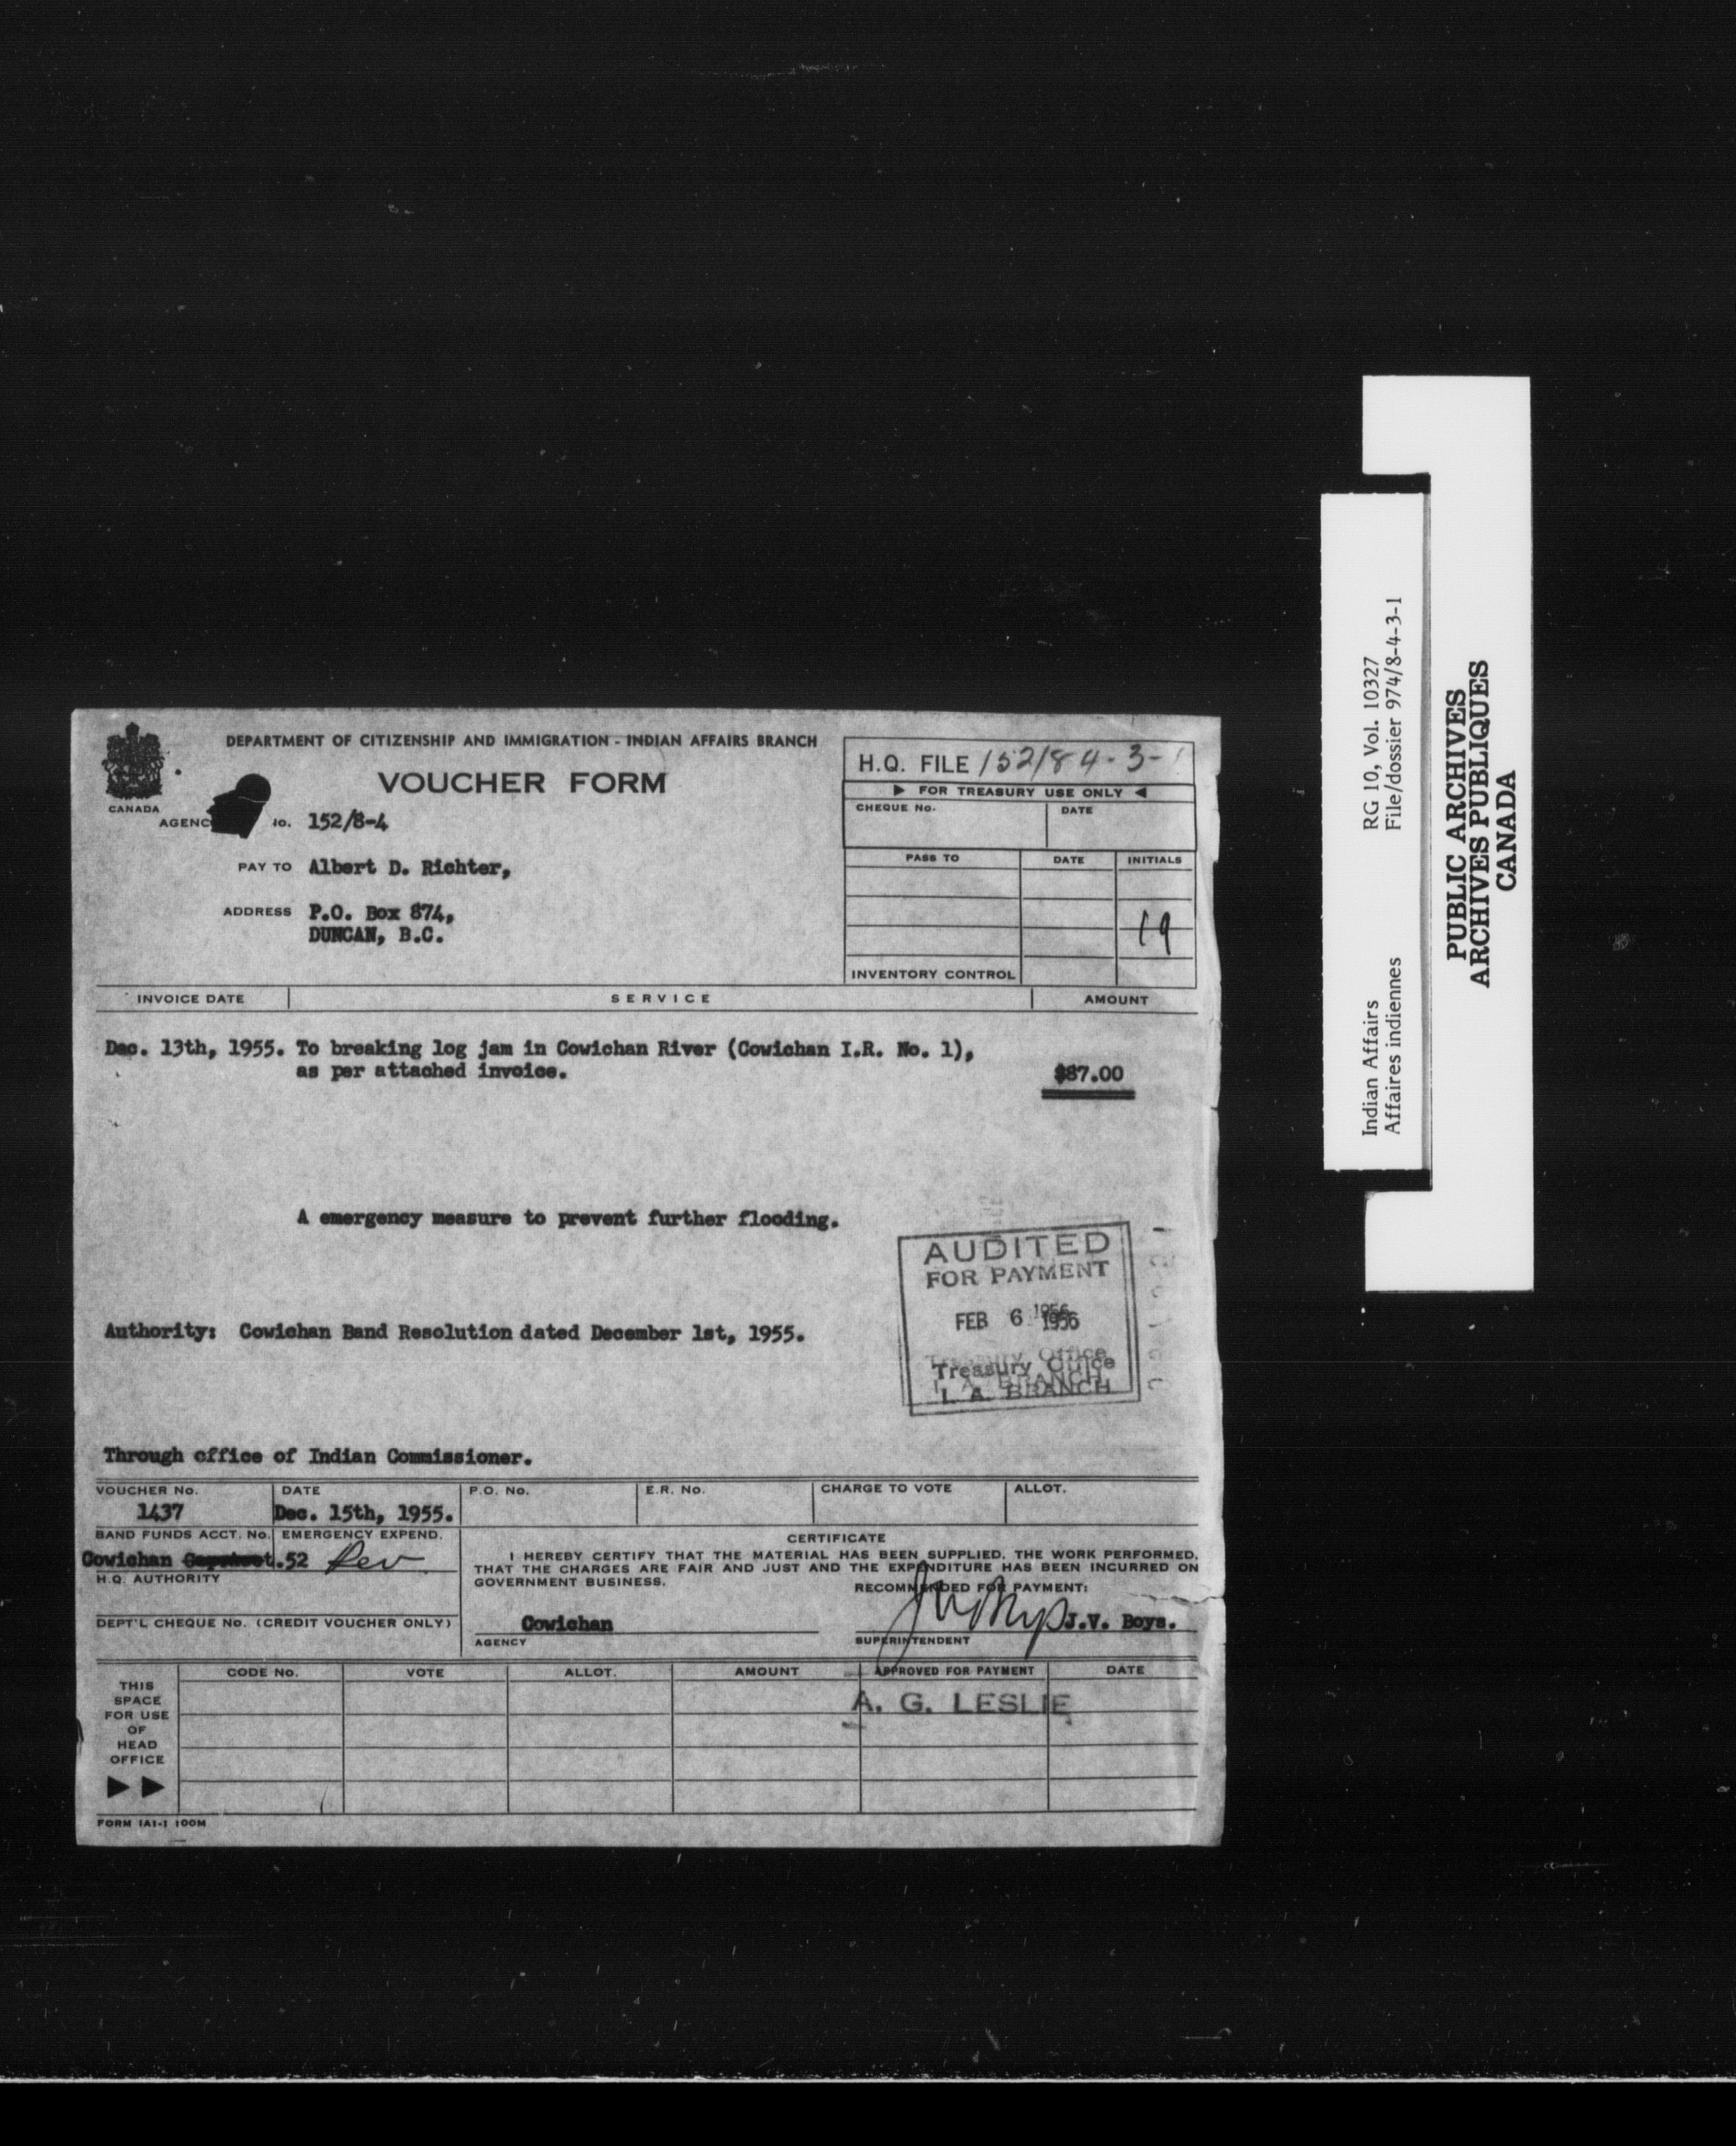 DEPARTMENT OF CITIZENSHIP AND IMMIGRATION - INDIAN AFFAIRS BRANCH
VOUCHER FORM
CANADA
AGENC No. 152/8-4
PAY TO Albert D. Richter,
ADDRESS P.O. Box 874,
DUNCAN, B.C.
H.Q. FILE 152/8 4-3-1
FOR TREASURY USE ONLY
CHEQUE No. DATE
PASS TO DATE INITIALS
19
INVENTORY CONTROL
INVOICE DATE SERVICE AMOUNT
Dec. 13th, 1955. To breaking log jam in Cowichan River (Cowichan I.R. No. 1),
as per attached invoice. $87.00
A emergency measure to prevent further flooding.
AUDITED
FOR PAYMENT
FEB 6 1956
Treasury Office
I. A. BRANCH
Authority: Cowichan Band Resolution dated December 1st, 1955.
Through office of Indian Commissioner.
VOUCHER No. DATE P.O. No. E.R. No. CHARGE TO VOTE ALLOT.
1437 Dec. 15th, 1955.
BAND FUNDS ACCT. No. EMERGENCY EXPEND.
Cowichan .52 Rev
H.Q. AUTHORITY
DEPT'L CHEQUE No. (CREDIT VOUCHER ONLY)
CERTIFICATE
I HEREBY CERTIFY THAT THE MATERIAL HAS BEEN SUPPLIED, THE WORK PERFORMED,
THAT THE CHARGES ARE FAIR AND JUST AND THE EXPENDITURE HAS BEEN INCURRED ON
GOVERNMENT BUSINESS.
RECOMMENDED FOR PAYMENT:
Cowichan J.V. Boys.
AGENCY SUPERINTENDENT
THIS
SPACE
FOR USE
OF
HEAD
OFFICE
CODE No. VOTE ALLOT. AMOUNT APPROVED FOR PAYMENT DATE
A. G. LESLIE
FORM IA1-1 100M
Indian Affairs RG 10, Vol. 10327
Affaires indiennes File/dossier 974/8-4-3-1
PUBLIC ARCHIVES
ARCHIVES PUBLIQUES
CANADA